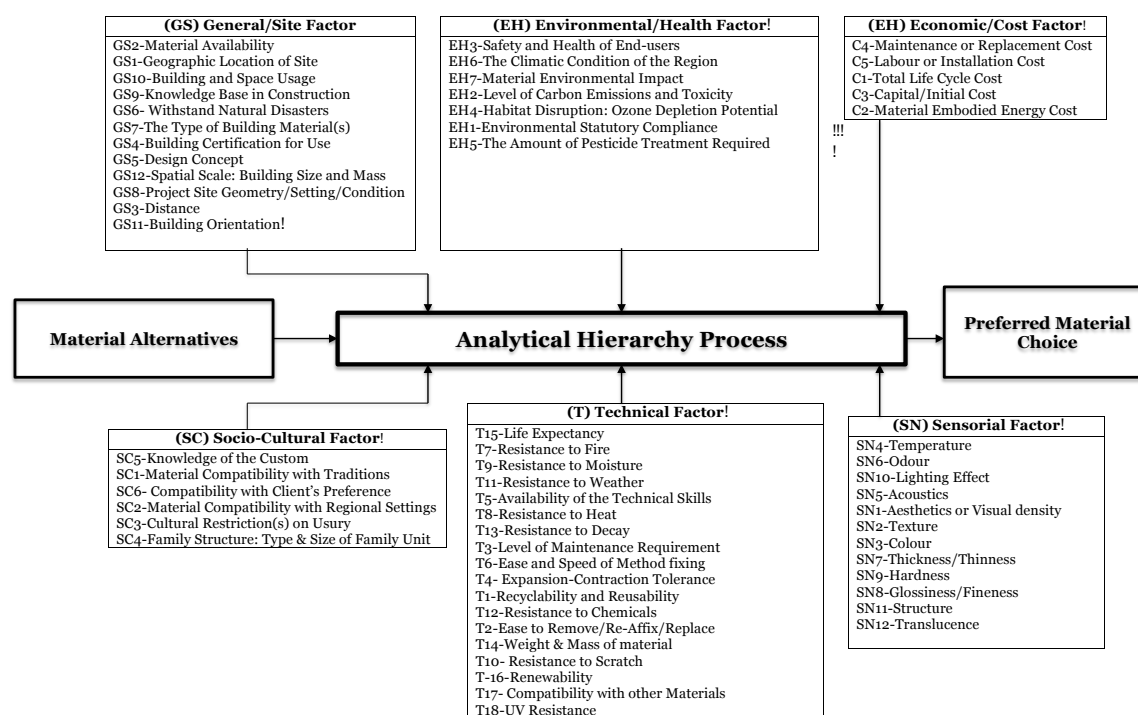 (GS) General/Site Factor
GS2-Material Availability
GS1-Geographic Location of Site
GS10-Building and Space Usage
GS9-Knowledge Base in Construction
GS6- Withstand Natural Disasters
GS7-The Type of Building Material(s)
GS4-Building Certification for Use
GS5-Design Concept
GS12-Spatial Scale: Building Size and Mass
GS8-Project Site Geometry/Setting/Condition
GS3-Distance
GS11-Building Orientation!
(EH) Environmental/Health Factor!
EH3-Safety and Health of End-users
EH6-The Climatic Condition of the Region
EH7-Material Environmental Impact
EH2-Level of Carbon Emissions and Toxicity
EH4-Habitat Disruption: Ozone Depletion Potential
EH1-Environmental Statutory Compliance
EH5-The Amount of Pesticide Treatment Required
(EH) Economic/Cost Factor!
C4-Maintenance or Replacement Cost
C5-Labour or Installation Cost
C1-Total Life Cycle Cost
C3-Capital/Initial Cost
C2-Material Embodied Energy Cost
!!!
!
Material Alternatives
Analytical Hierarchy Process
Preferred Material
Choice
(SC) Socio-Cultural Factor!
SC5-Knowledge of the Custom
SC1-Material Compatibility with Traditions
SC6- Compatibility with Client's Preference
SC2-Material Compatibility with Regional Settings
SC3-Cultural Restriction(s) on Usury
SC4-Family Structure: Type & Size of Family Unit
(T) Technical Factor!
T15-Life Expectancy
T7-Resistance to Fire
T9-Resistance to Moisture
T11-Resistance to Weather
T5-Availability of the Technical Skills
T8-Resistance to Heat
T13-Resistance to Decay
T3-Level of Maintenance Requirement
T6-Ease and Speed of Method fixing
T4- Expansion-Contraction Tolerance
T1-Recyclability and Reusability
T12-Resistance to Chemicals
T2-Ease to Remove/Re-Affix/Replace
T14-Weight & Mass of material
T10- Resistance to Scratch
T-16-Renewability
T17- Compatibility with other Materials
T18-UV Resistance
(SN) Sensorial Factor!
SN4-Temperature
SN6-Odour
SN10-Lighting Effect
SN5-Acoustics
SN1-Aesthetics or Visual density
SN2-Texture
SN3-Colour
SN7-Thickness/Thinness
SN9-Hardness
SN8-Glossiness/Fineness
SN11-Structure
SN12-Translucence